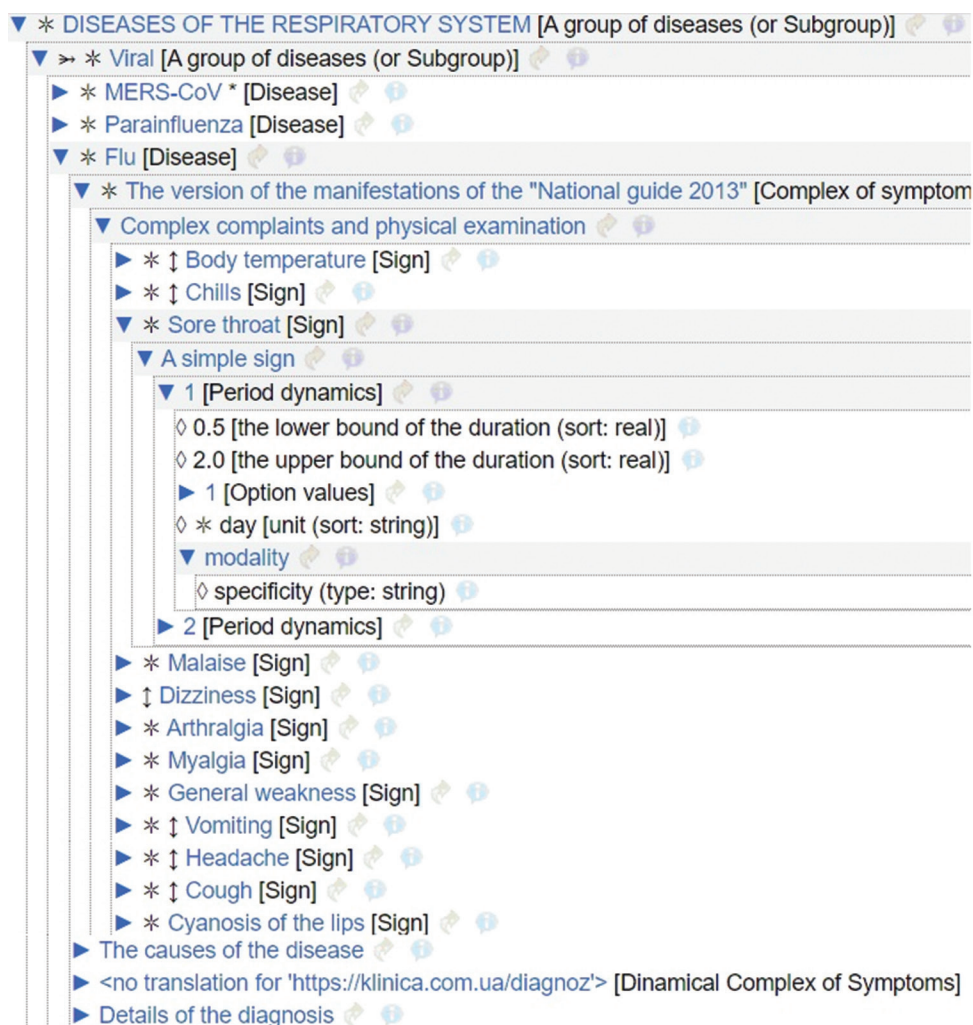 ▼ * DISEASES OF THE RESPIRATORY SYSTEM [A group of diseases (or Subgroup)]
▼ ➳ * Viral [A group of diseases (or Subgroup)]
▶ * MERS-CoV * [Disease]
▶ * Parainfluenza [Disease]
▼ * Flu [Disease]
▼ * The version of the manifestations of the "National guide 2013" [Complex of symptom
▼ Complex complaints and physical examination
▶ * ↕ Body temperature [Sign]
▶ * ↕ Chills [Sign]
▼ * Sore throat [Sign]
▼ A simple sign
▼ 1 [Period dynamics]
◊ 0.5 [the lower bound of the duration (sort: real)]
◊ 2.0 [the upper bound of the duration (sort: real)]
▶ 1 [Option values]
◊ * day [unit (sort: string)]
▼ modality
◊ specificity (type: string)
▶ 2 [Period dynamics]
▶ * Malaise [Sign]
▶ ↕ Dizziness [Sign]
▶ * Arthralgia [Sign]
▶ * Myalgia [Sign]
▶ * General weakness [Sign]
▶ * ↕ Vomiting [Sign]
▶ * ↕ Headache [Sign]
▶ * ↕ Cough [Sign]
▶ * Cyanosis of the lips [Sign]
▶ The causes of the disease
▶ <no translation for 'https://klinica.com.ua/diagnoz'> [Dinamical Complex of Symptoms]
▶ Details of the diagnosis